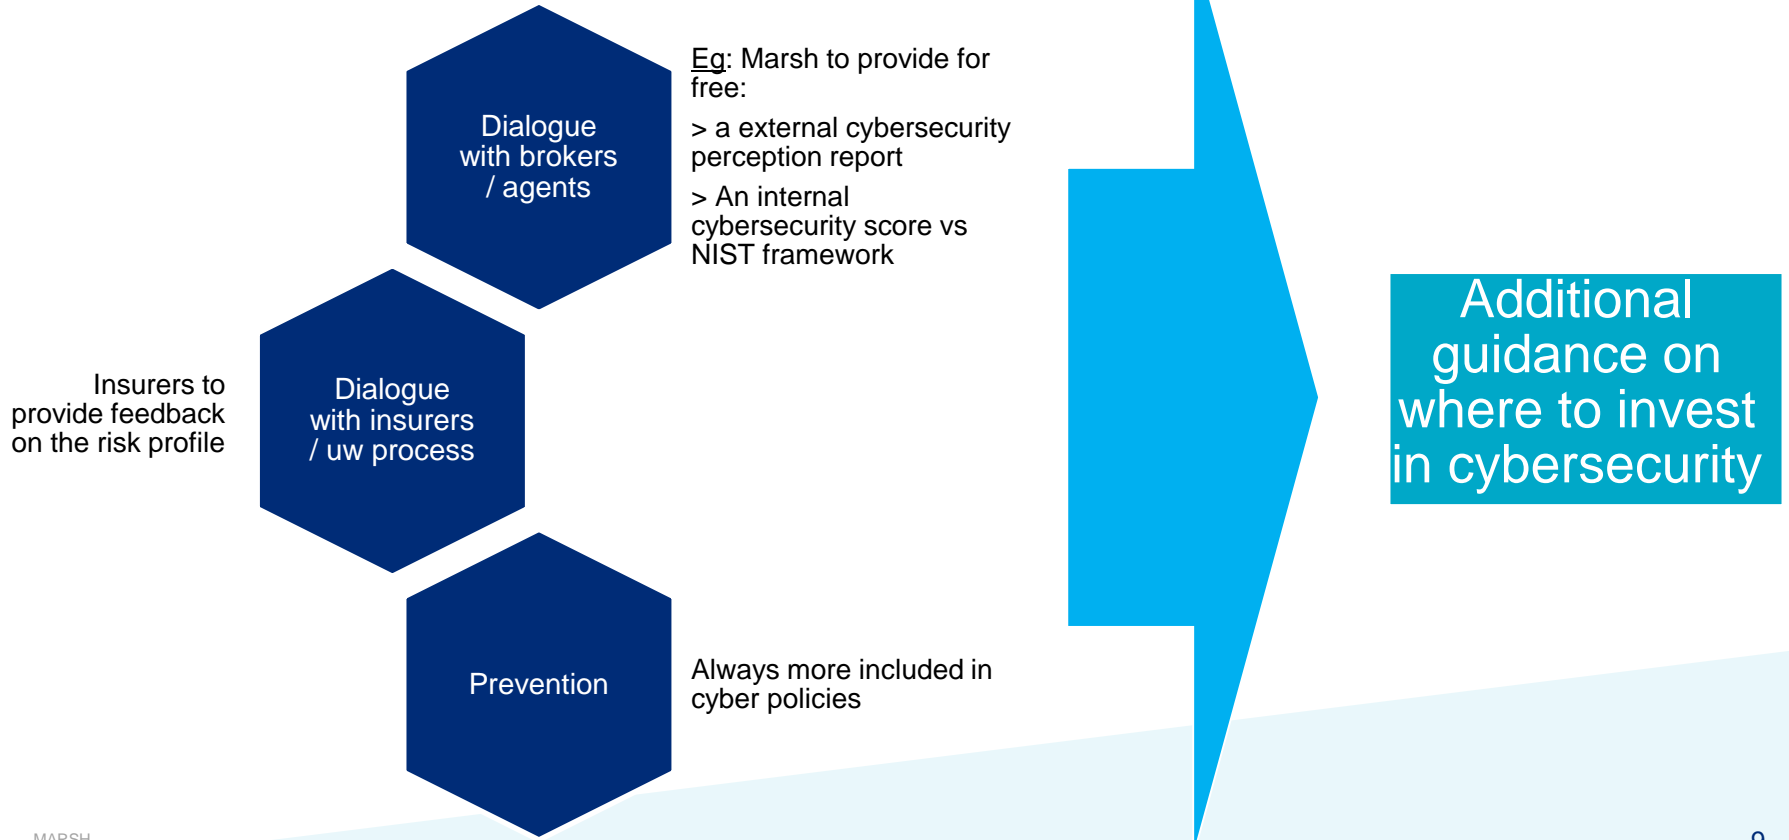 Dialogue
with brokers
/ agents
Eg: Marsh to provide for
free:
> a external cybersecurity
perception report
> An internal
cybersecurity score vs
NIST framework
Insurers to
provide feedback
on the risk profile
Dialogue
with insurers
/ uw process
Prevention
Always more included in
cyber policies
Additional
guidance on
where to invest
in cybersecurity
MARSH
9